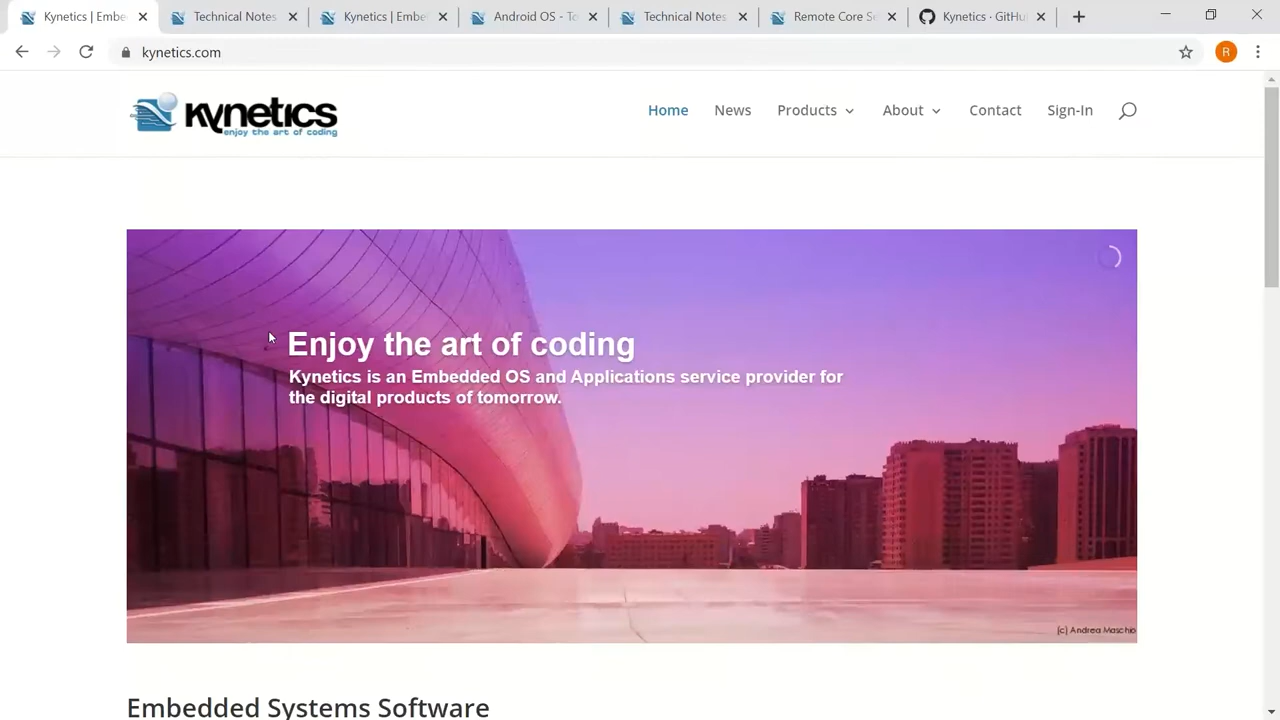 Kynetics | Embe
Technical Notes
Kynetics | Embe
Android OS - To
Technical Notes
Remote Core S
Kynetics · GitHu
kynetics.com
R
kynetics
enjoy the art of coding
Home
News
Products
About
Contact
Sign-In
Enjoy the art of coding
Kynetics is an Embedded OS and Applications service provider for
the digital products of tomorrow.
(c) Andrea Maschio
Embedded Systems Software